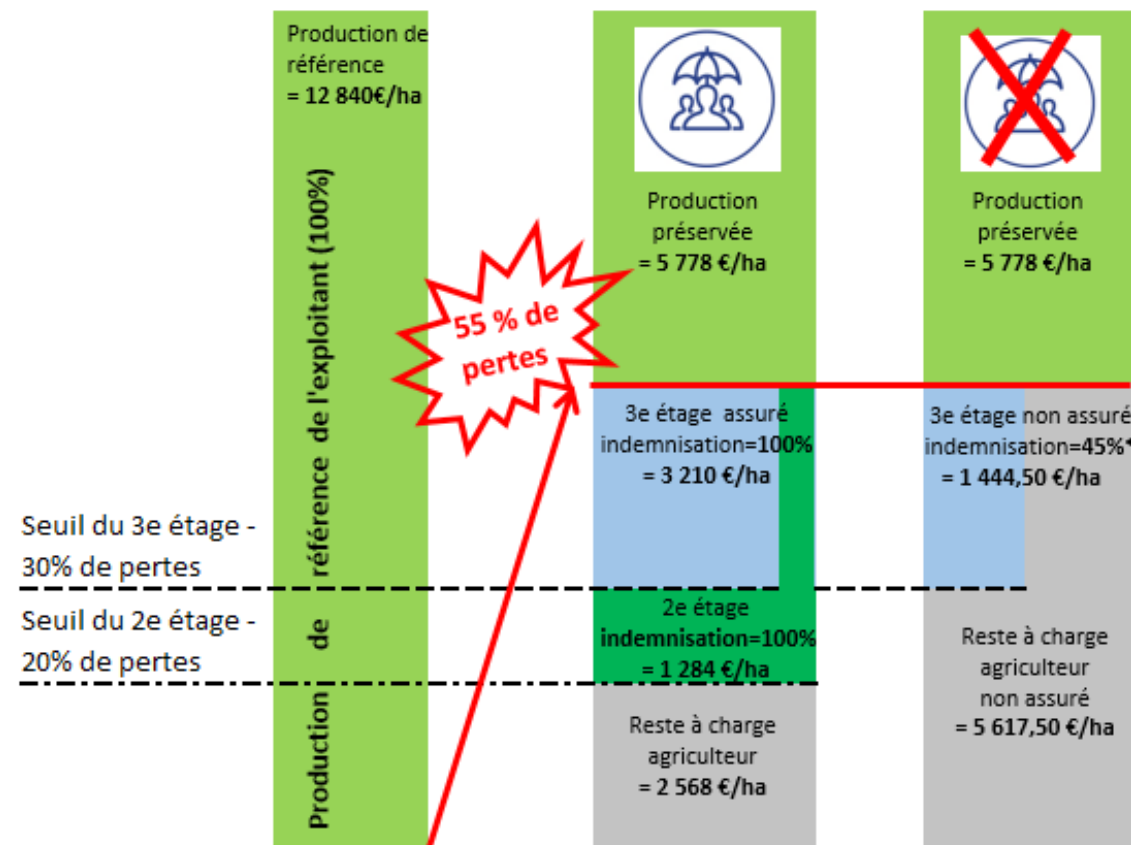 Production de
référence
= 12 840€/ha
Production de référence de l'exploitant (100%)
55 % de
pertes
Seuil du 3e étage -
30% de pertes
Seuil du 2e étage -
20% de pertes
Production
préservée
= 5 778 €/ha
3e étage assuré
indemnisation=100%
= 3 210 €/ha
2e étage
indemnisation=100%
= 1 284 €/ha
Reste à charge
agriculteur
= 2 568 €/ha
Production
préservée
= 5 778 €/ha
3e étage non assuré
indemnisation=45%*
= 1 444,50 €/ha
Reste à charge
agriculteur
non assuré
= 5 617,50 €/ha